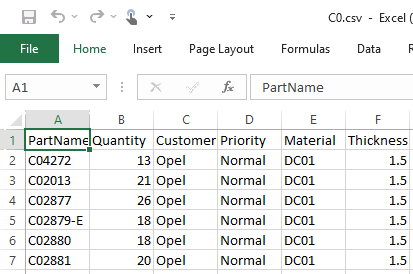 C0.csv - Excel (
File Home Insert Page Layout Formulas Data
A1 PartName
A B C D E F
1 PartName Quantity Customer Priority Material Thickness
2 C04272 13 Opel Normal DC01 1.5
3 C02013 21 Opel Normal DC01 1.5
4 C02877 26 Opel Normal DC01 1.5
5 C02879-E 18 Opel Normal DC01 1.5
6 C02880 18 Opel Normal DC01 1.5
7 C02881 20 Opel Normal DC01 1.5